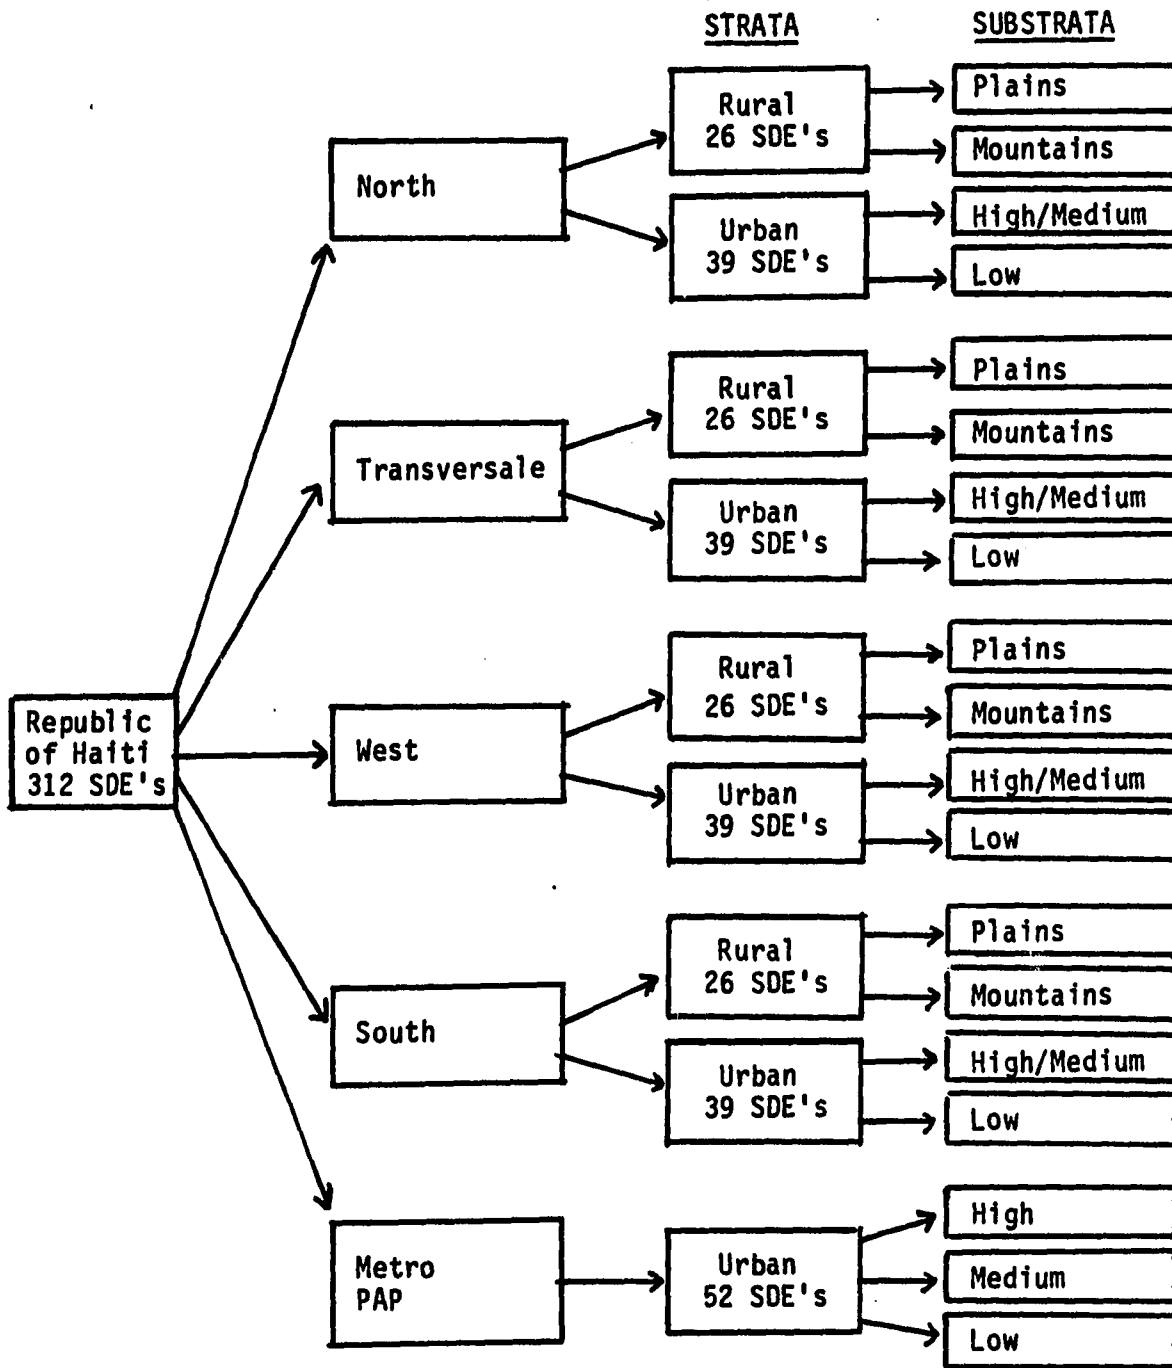 STRATA
SUBSTRATA
Republic
of Haiti
312 SDE's
North
Rural
26 SDE's
Plains
Mountains
Urban
39 SDE's
High/Medium
Low
Transversale
Rural
26 SDE's
Plains
Mountains
Urban
39 SDE's
High/Medium
Low
West
Rural
26 SDE's
Plains
Mountains
Urban
39 SDE's
High/Medium
Low
South
Rural
26 SDE's
Plains
Mountains
Urban
39 SDE's
High/Medium
Low
Metro
PAP
Urban
52 SDE's
High
Medium
Low